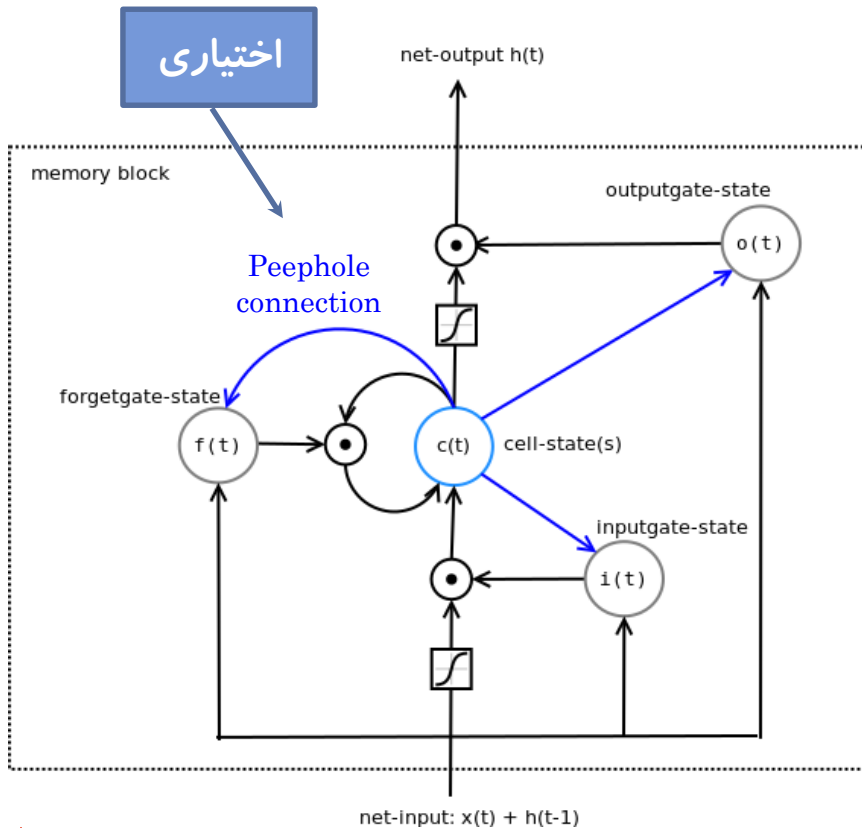 اختیاری
net-output h(t)
memory block
outputgate-state
o(t)
Peephole
connection
forgetgate-state
f(t)
c(t)
cell-state(s)
inputgate-state
i(t)
net-input: x(t) + h(t-1)